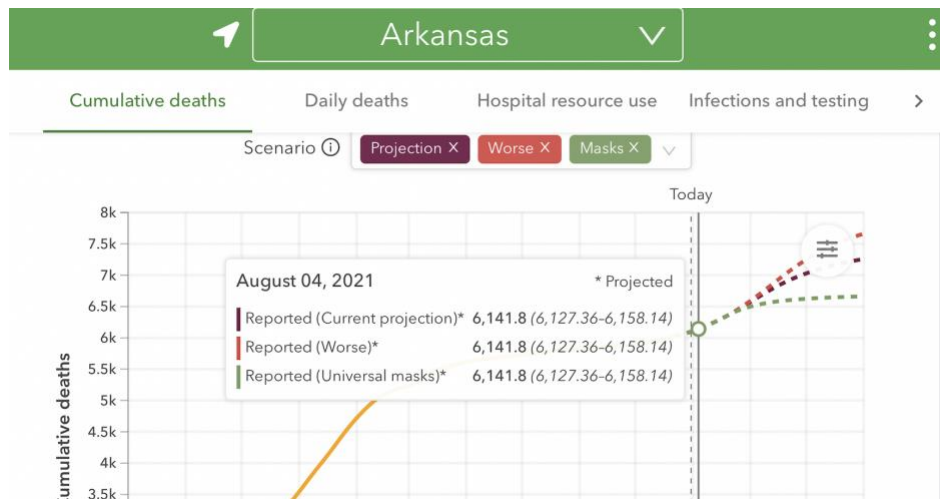 Arkansas
Cumulative deaths Daily deaths Hospital resource use Infections and testing
Scenario Projection X Worse X Masks X
Today
8k
7.5k
7k
6.5k
6k
5.5k
5k
4.5k
4k
3.5k
August 04, 2021 * Projected
Reported (Current projection)* 6,141.8 (6,127.36–6,158.14)
Reported (Worse)* 6,141.8 (6,127.36–6,158.14)
Reported (Universal masks)* 6,141.8 (6,127.36–6,158.14)
umulative deaths